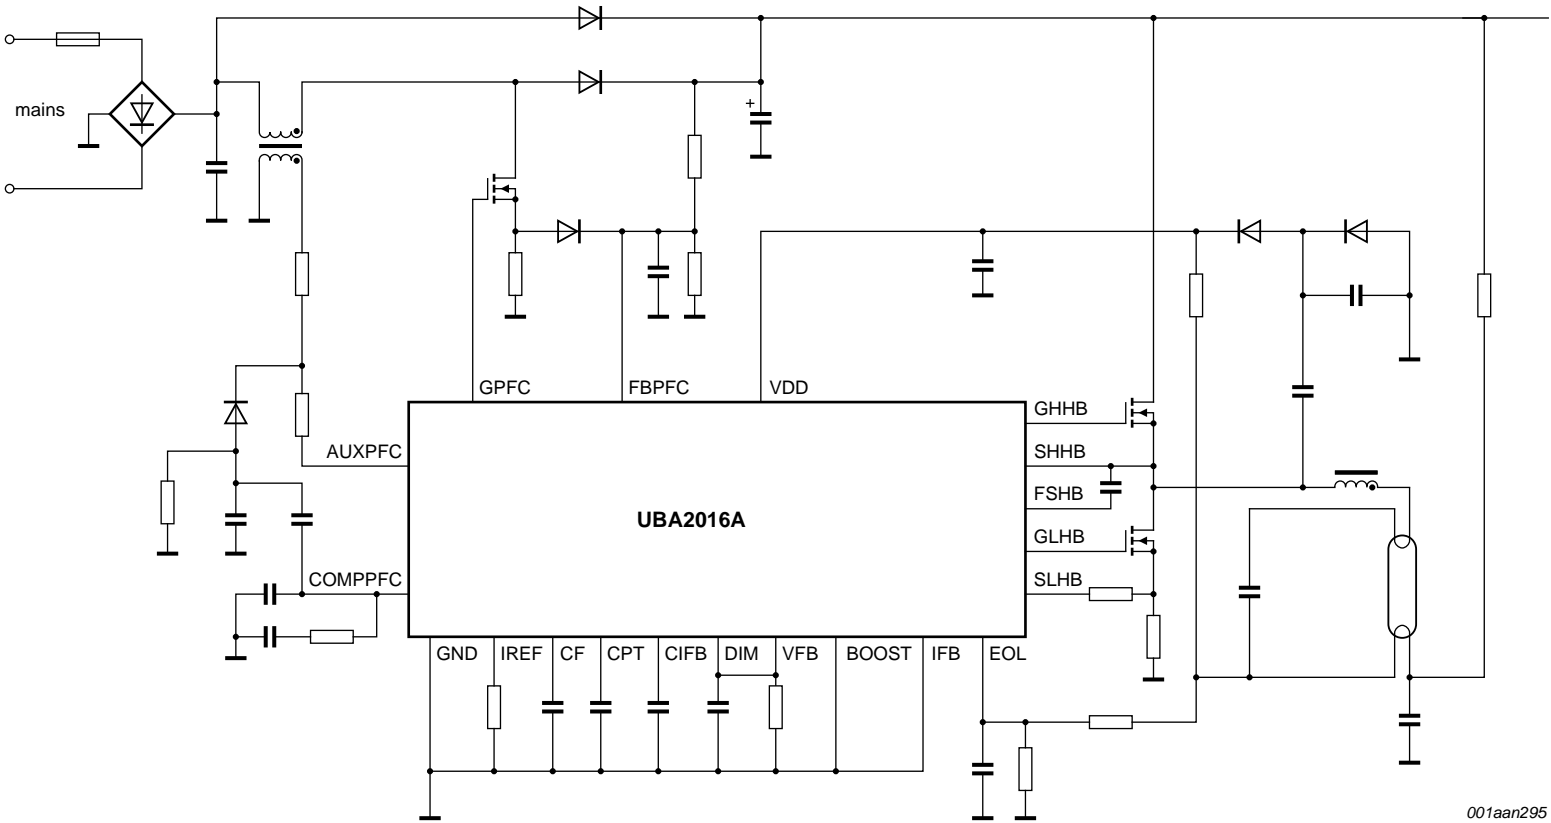 mains
+
GPFC
FBPFC
VDD
GHHB
AUXPFC
SHHB
FSHB
UBA2016A
GLHB
COMPPFC
SLHB
GND
IREF
CF
CPT
CIFB
DIM
VFB
BOOST
IFB
EOL
001aan295